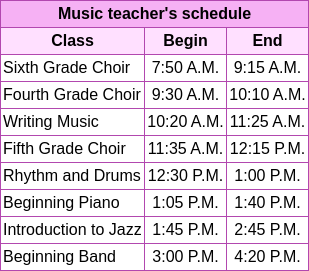 Music teacher's schedule
Class Begin End
Sixth Grade Choir 7:50 A.M. 9:15 A.M.
Fourth Grade Choir 9:30 A.M. 10:10 A.M.
Writing Music 10:20 A.M. 11:25 A.M.
Fifth Grade Choir 11:35 A.M. 12:15 P.M.
Rhythm and Drums 12:30 P.M. 1:00 P.M.
Beginning Piano 1:05 P.M. 1:40 P.M.
Introduction to Jazz 1:45 P.M. 2:45 P.M.
Beginning Band 3:00 P.M. 4:20 P.M.